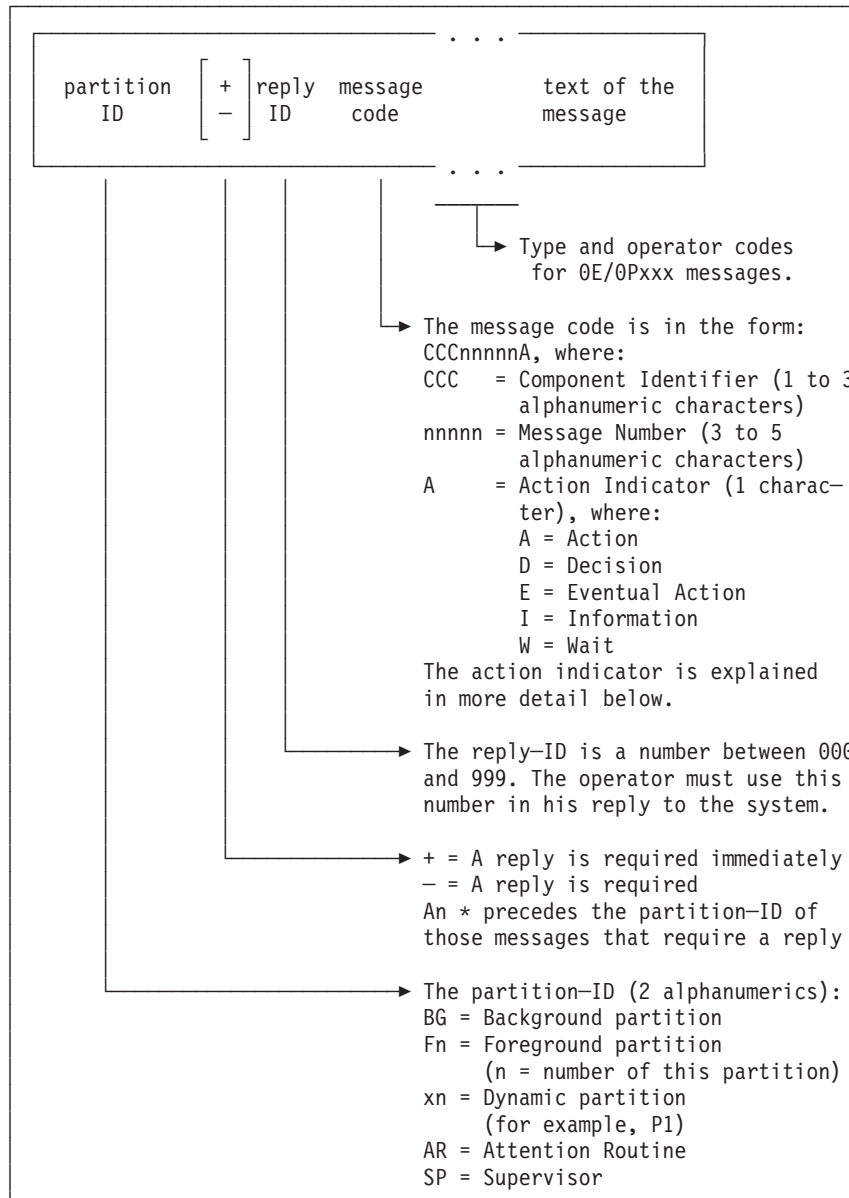 . . .
partition [ + ] reply message text of the
ID [ – ] ID code message
. . .
Type and operator codes
for 0E/0Pxxx messages.
The message code is in the form:
CCCnnnnnA, where:
CCC = Component Identifier (1 to 3
alphanumeric characters)
nnnnn = Message Number (3 to 5
alphanumeric characters)
A = Action Indicator (1 charac–
ter), where:
A = Action
D = Decision
E = Eventual Action
I = Information
W = Wait
The action indicator is explained
in more detail below.
The reply–ID is a number between 000
and 999. The operator must use this
number in his reply to the system.
+ = A reply is required immediately
– = A reply is required
An * precedes the partition–ID of
those messages that require a reply
The partition–ID (2 alphanumerics):
BG = Background partition
Fn = Foreground partition
(n = number of this partition)
xn = Dynamic partition
(for example, P1)
AR = Attention Routine
SP = Supervisor